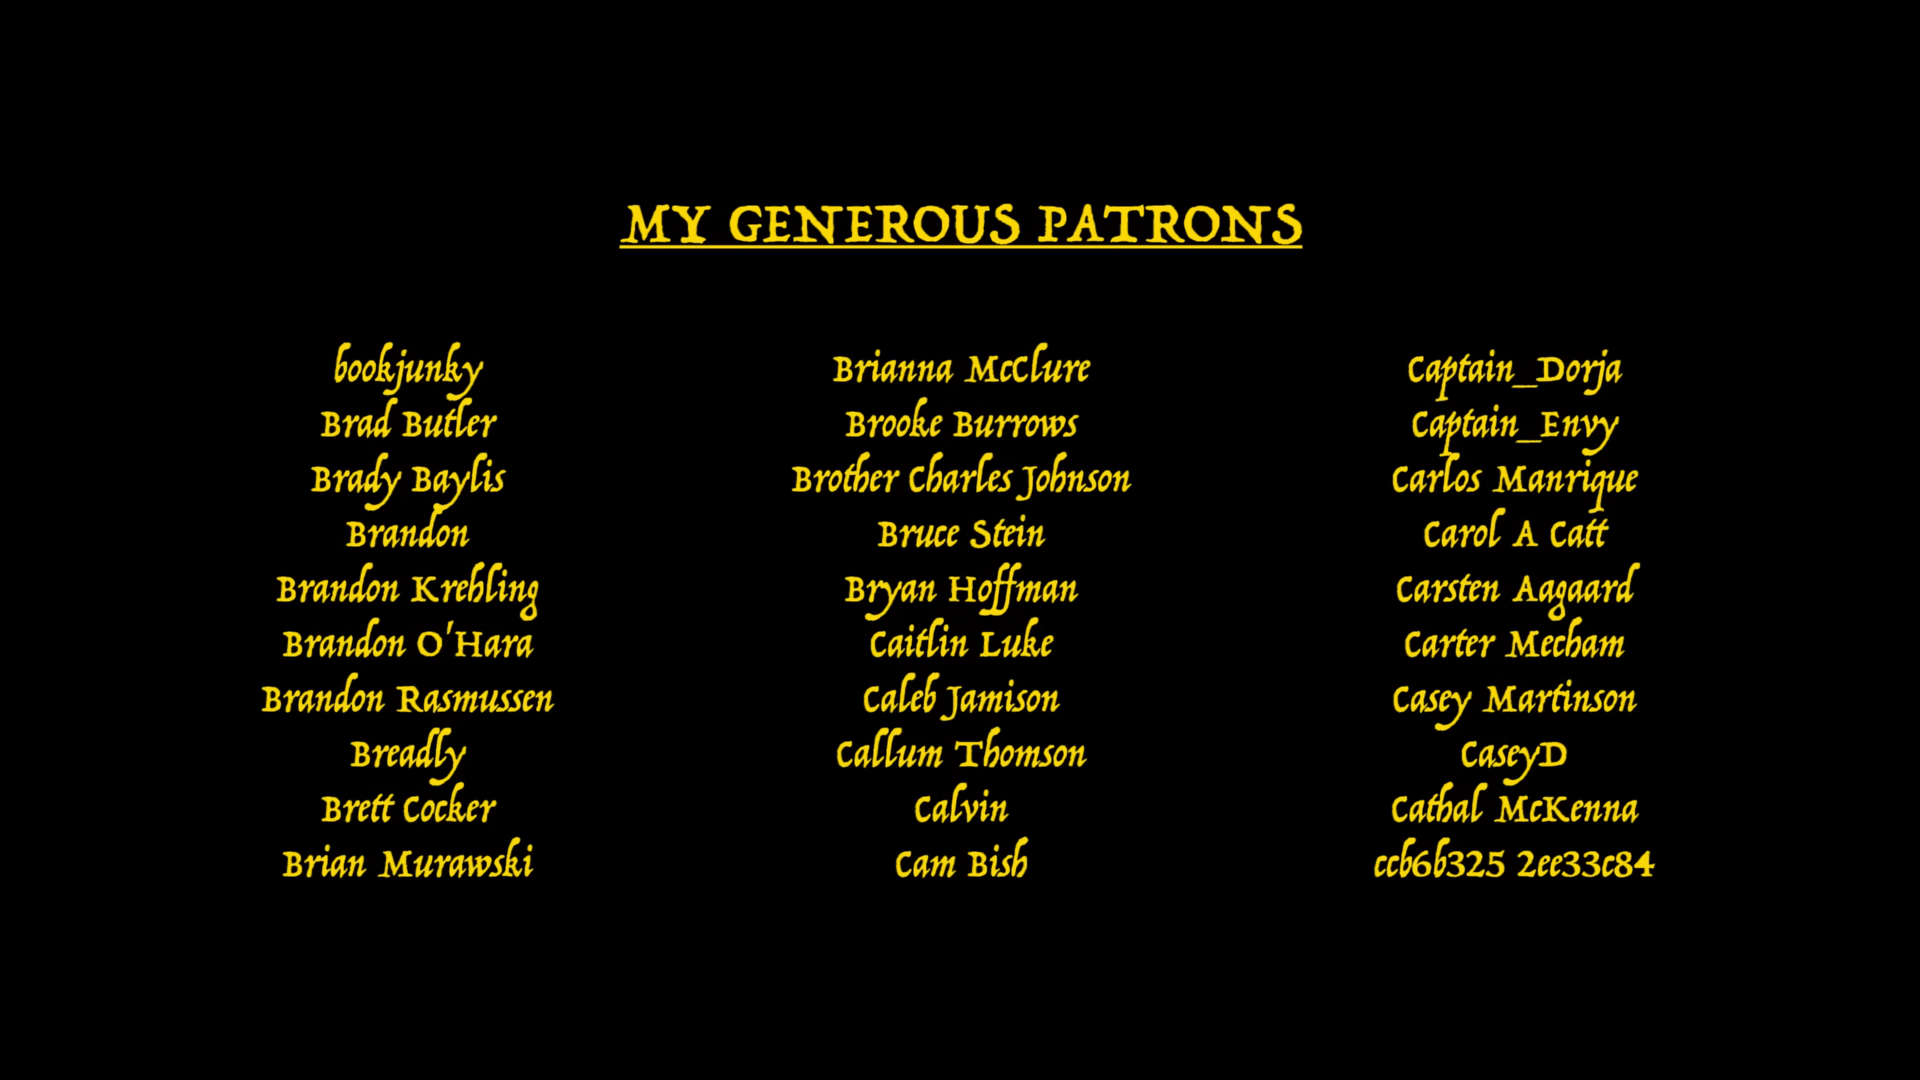 MY GENEROUS PATRONS
bookjunky
Brad Butler
Brady Baylis
Brandon
Brandon Krehling
Brandon O'Hara
Brandon Rasmussen
Breadly
Brett Cocker
Brian Murawski
Brianna McClure
Brooke Burrows
Brother Charles Johnson
Bruce Stein
Bryan Hoffman
Caitlin Luke
Caleb Jamison
Callum Thomson
Calvin
Cam Bish
Captain_Dorja
Captain_Envy
Carlos Manrique
Carol A Catt
Carsten Aagaard
Carter Mecham
Casey Martinson
CaseyD
Cathal McKenna
ccb6b325 2ee33c84